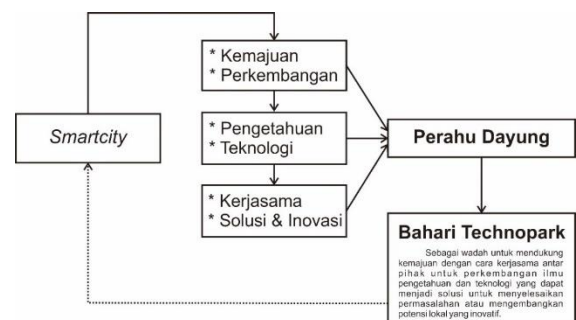 * Kemajuan
* Perkembangan
Smartcity
* Pengetahuan
* Teknologi
Perahu Dayung
* Kerjasama
* Solusi & Inovasi
Bahari Technopark
Sebagai wadah untuk mendukung
kemajuan dengan cara kerjasama antar
pihak untuk perkembangan ilmu
pengetahuan dan teknologi yang dapat
menjadi solusi untuk menyelesaikan
permasalahan atau mengembangkan
potensi lokal yang inovatif.